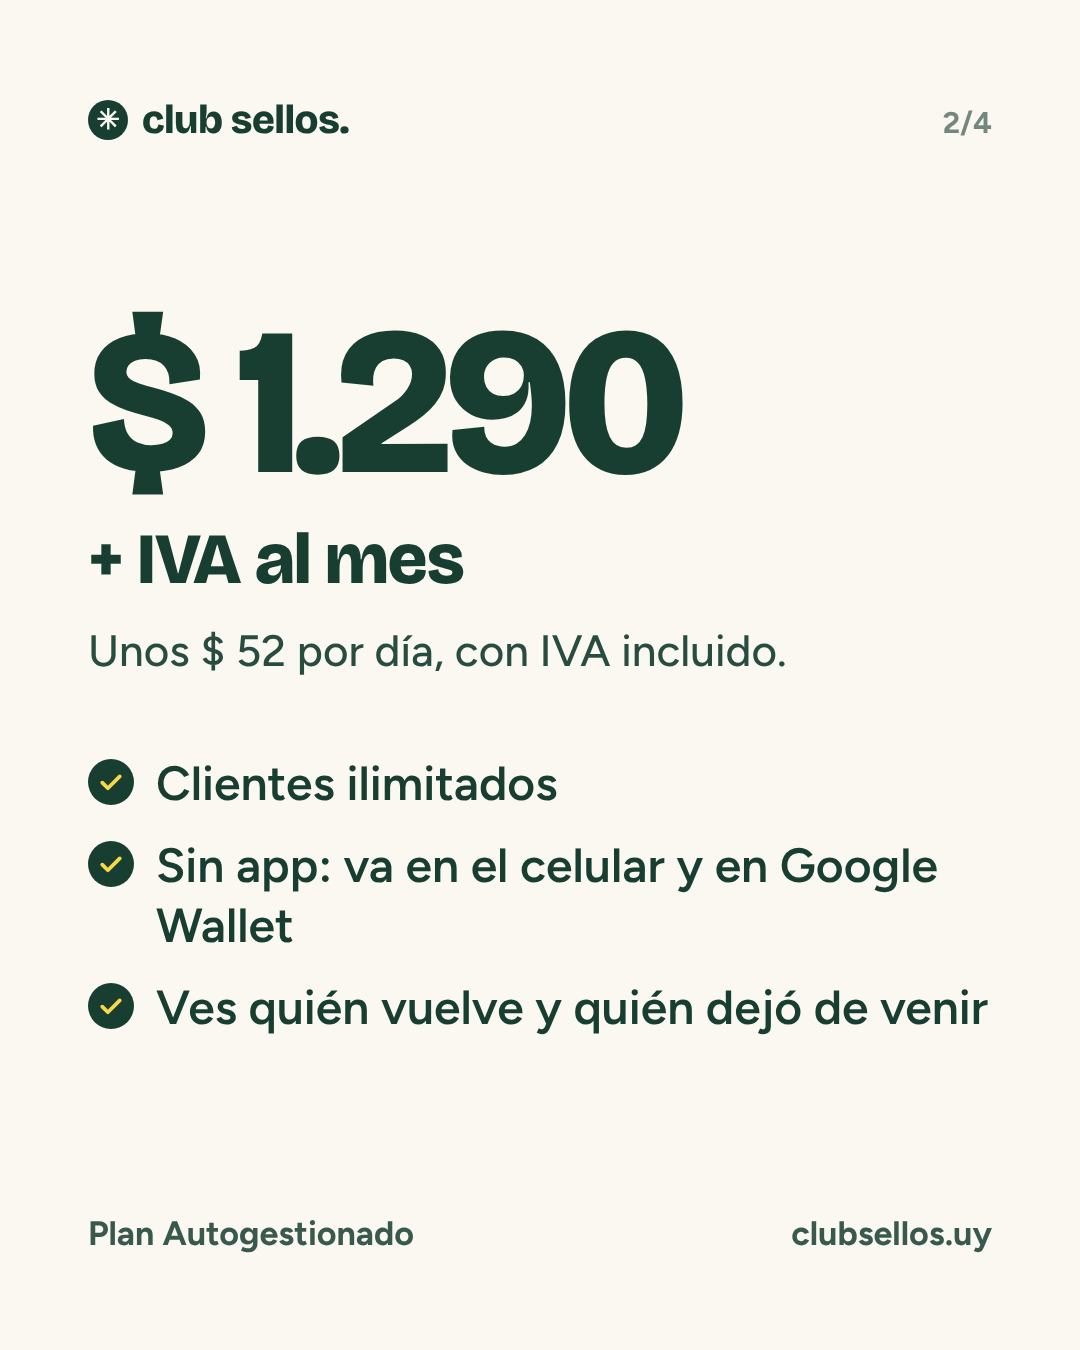 club sellos.
2/4
$ 1.290
+ IVA al mes
Unos $ 52 por día, con IVA incluido.
Clientes ilimitados
Sin app: va en el celular y en Google
Wallet
Ves quién vuelve y quién dejó de venir
Plan Autogestionado
clubsellos.uy